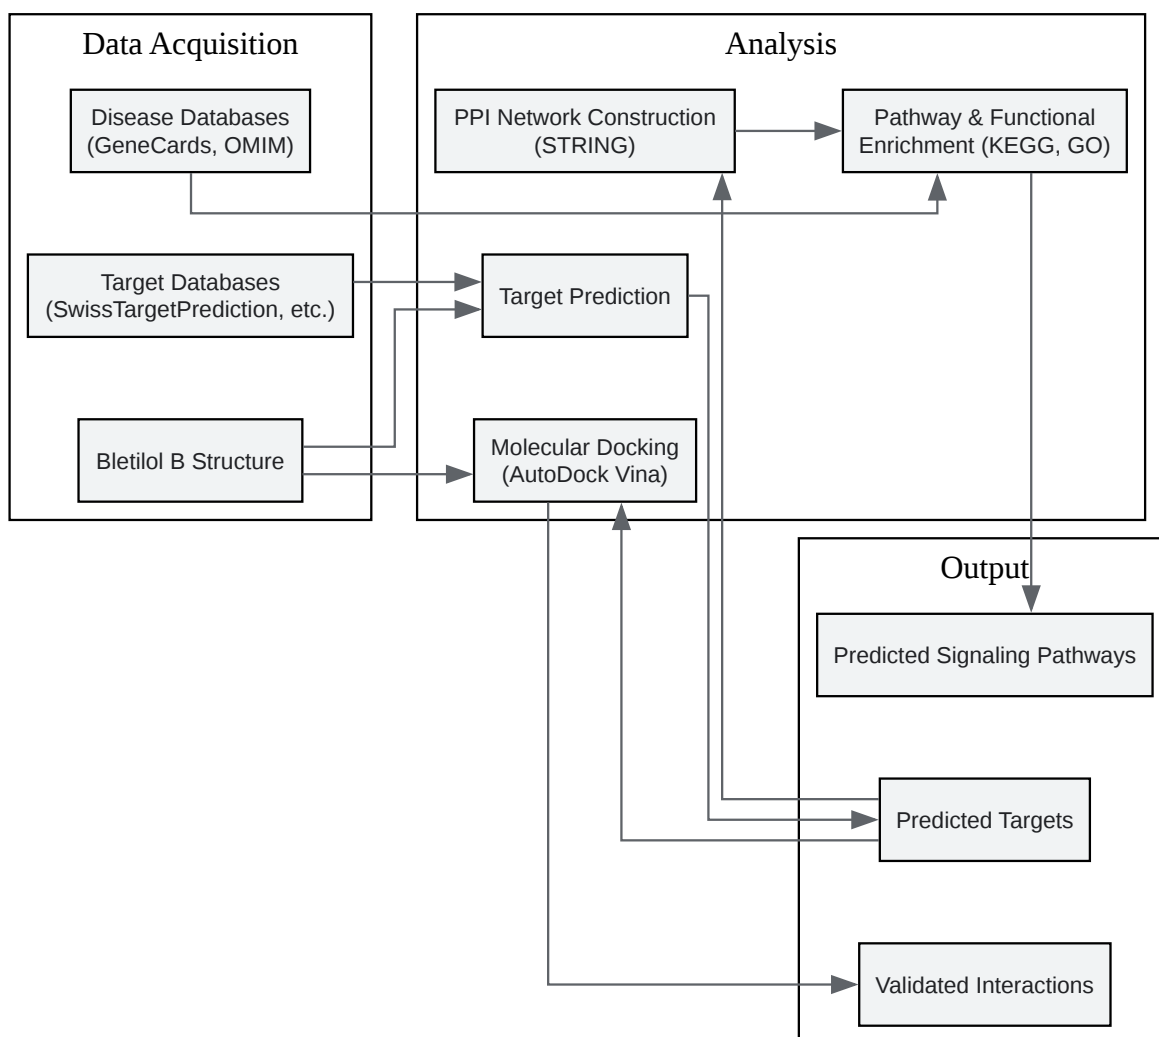 Data Acquisition
Disease Databases
(GeneCards, OMIM)
Target Databases
(SwissTargetPrediction, etc.)
Bletilol B Structure
Analysis
PPI Network Construction
(STRING)
Pathway & Functional
Enrichment (KEGG, GO)
Target Prediction
Molecular Docking
(AutoDock Vina)
Output
Predicted Signaling Pathways
Predicted Targets
Validated Interactions